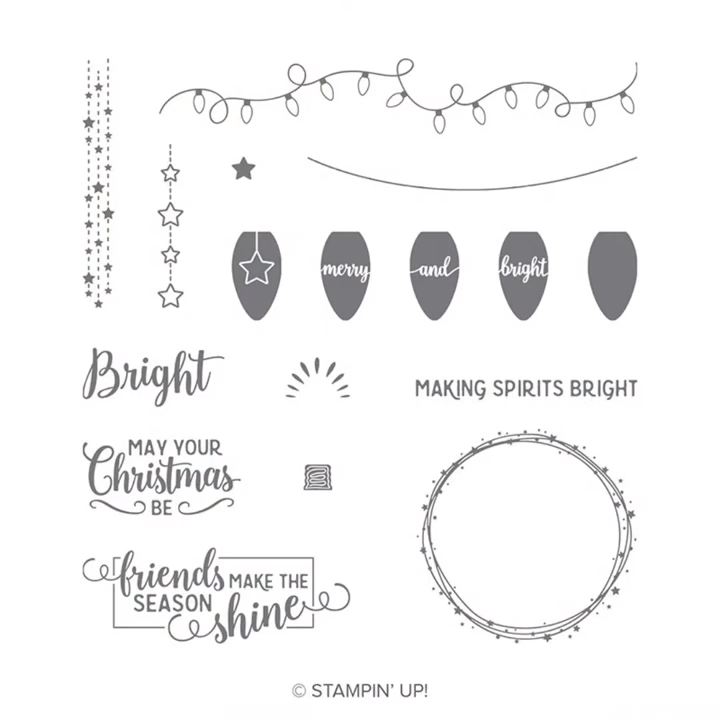 merry and bright
Bright
MAKING SPIRITS BRIGHT
MAY YOUR
Christmas
BE
friends MAKE THE
SEASON shine
© STAMPIN' UP!